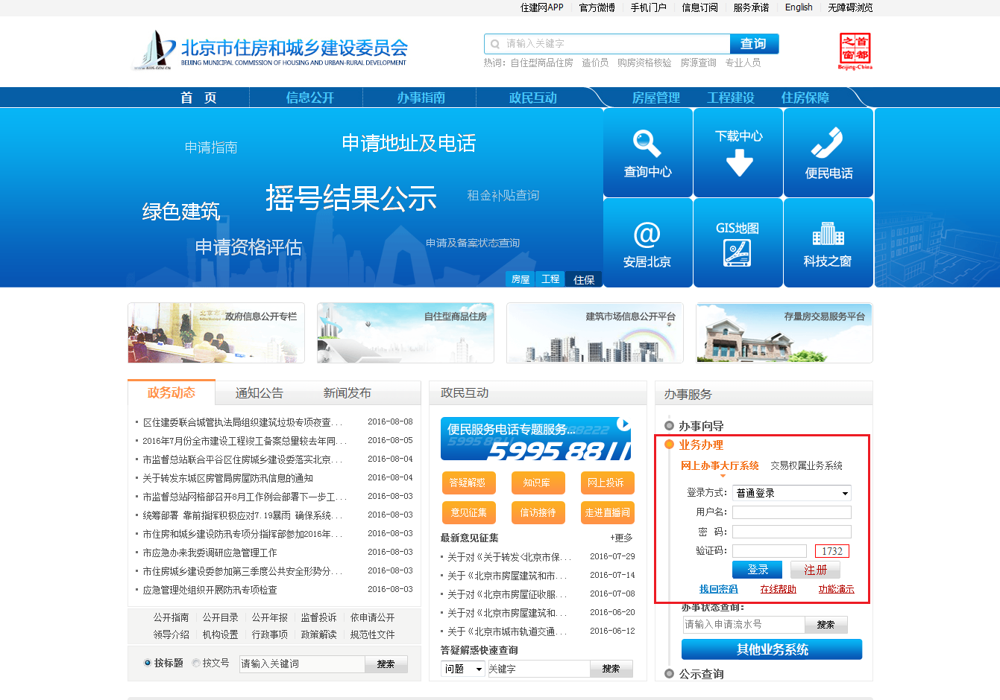 住建网APP 官方微博 手机门户 信息订阅 服务承诺 English 无障碍浏览
北京市住房和城乡建设委员会
BEIJING MUNICIPAL COMMISSION OF HOUSING AND URBAN-RURAL DEVELOPMENT
请输入关键字 查询
热词: 自住型商品住房 造价员 购房资格核验 房源查询 专业人员
首都之窗
Beijing-China
首 页 信息公开 办事指南 政民互动 房屋管理 工程建设 住房保障
申请指南
申请地址及电话
摇号结果公示
租金补贴查询
绿色建筑
申请资格评估
申请及备案状态查询
房屋 工程 住保
查询中心
下载中心
便民电话
安居北京
GIS地图
科技之窗
政府信息公开专栏
自住型商品住房
建筑市场信息公开平台
存量房交易服务平台
政务动态 通知公告 新闻发布
区住建委联合城管执法局组织建筑垃圾专项夜查... 2016-08-08
2016年7月份全市建设工程竣工备案总量较去年同... 2016-08-05
市监督总站联合平谷区住房城乡建设委落实北京... 2016-08-04
关于转发东城区房管局房屋防汛信息的通知 2016-08-04
市监督总站网格部召开8月工作例会部署下一步工... 2016-08-03
统筹部署 靠前指挥积极应对7.19暴雨 确保系统... 2016-08-03
市住房和城乡建设防汛专项分指挥部参加2016年... 2016-08-03
市应急办来我委调研应急管理工作 2016-08-03
市住房城乡建设委参加第三季度公共安全形势分... 2016-08-03
应急管理处组织开展防汛专项检查 2016-08-03
公开指南 公开目录 公开年报 监督投诉 依申请公开
领导介绍 机构设置 行政事项 政策解读 规范性文件
按标题 按文号 请输入关键词 搜索
政民互动
便民服务电话专题服务...
5995 8811
答疑解惑 知识库 网上投诉
意见征集 信访接待 走进直播间
最新意见征集 +更多
关于对《关于转发<北京市保... 2016-07-29
关于《北京市房屋建筑和市... 2016-07-14
关于对《北京市房屋征收服... 2016-07-08
关于对《北京市房屋建筑和... 2016-06-20
关于《北京市城市轨道交通... 2016-06-12
答疑解惑快速查询
问题 关键字 搜索
办事服务
办事向导
业务办理
网上办事大厅系统 交易权属业务系统
登录方式: 普通登录
用户名:
密 码:
验证码: 1732
登录 注册
找回密码 在线帮助 功能演示
办事状态查询:
请输入申请流水号 搜索
其他业务系统
公示查询